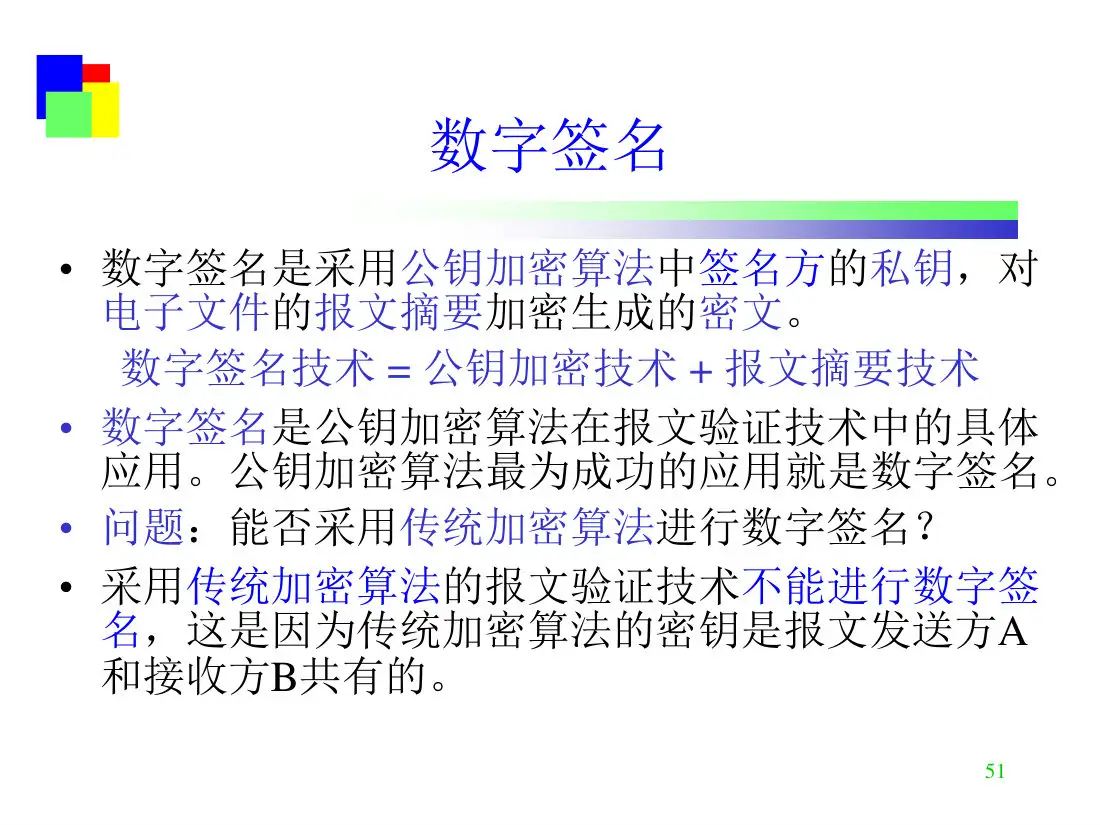 数字签名
• 数字签名是采用公钥加密算法中签名方的私钥，对
电子文件的报文摘要加密生成的密文。
数字签名技术 = 公钥加密技术 + 报文摘要技术
• 数字签名是公钥加密算法在报文验证技术中的具体
应用。公钥加密算法最为成功的应用就是数字签名。
• 问题：能否采用传统加密算法进行数字签名？
• 采用传统加密算法的报文验证技术不能进行数字签
名，这是因为传统加密算法的密钥是报文发送方A
和接收方B共有的。
51